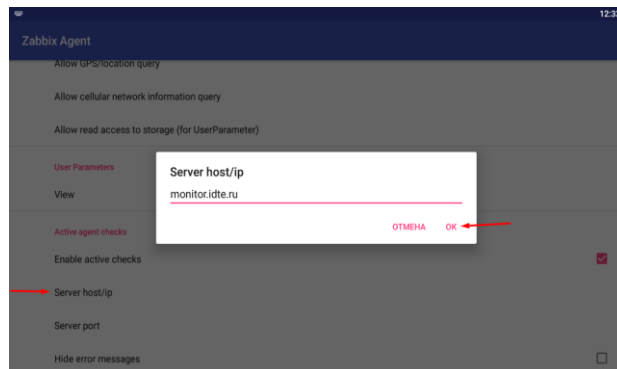 12:33
Zabbix Agent
Allow GPS/location query
Allow cellular network information query
Allow read access to storage (for UserParameter)
User Parameters
View
Server host/ip
monitor.idte.ru
ОТМЕНА OK
Active agent checks
Enable active checks
Server host/ip
Server port
Hide error messages